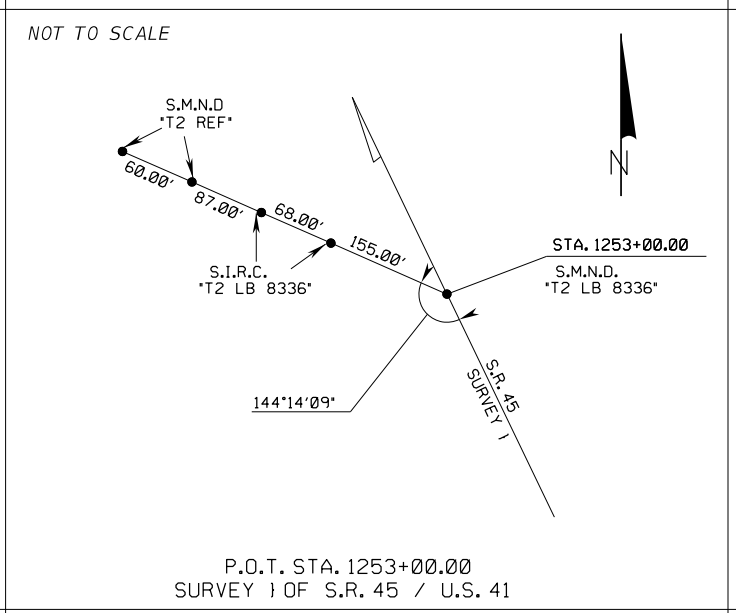 NOT TO SCALE
S.M.N.D
"T2 REF"
N
60.00'
87.00'
68.00'
155.00'
STA. 1253+00.00
S.M.N.D.
"T2 LB 8336"
S.I.R.C.
"T2 LB 8336"
144°14'09"
S.R. 45
SURVEY 1
P.O.T. STA. 1253+00.00
SURVEY 1 OF S.R. 45 / U.S. 41